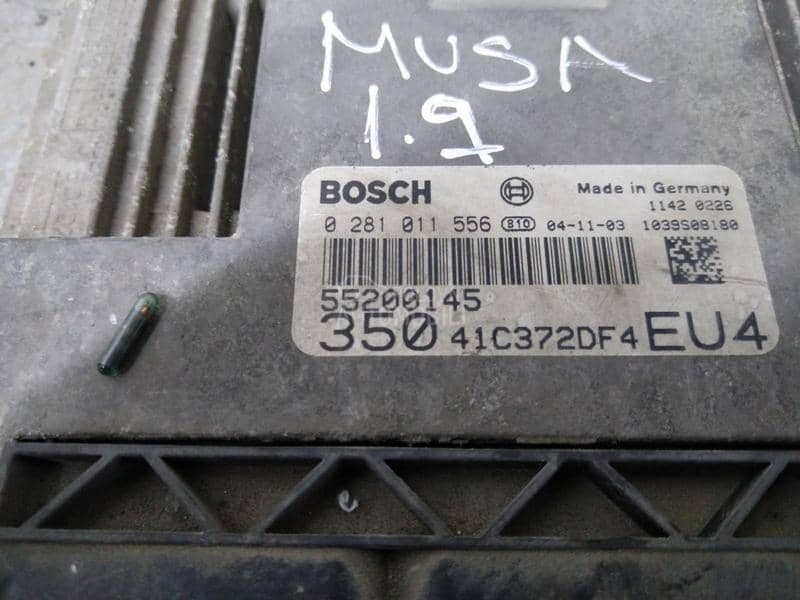 MUSA
1.9
BOSCH
Made in Germany
1142 0226
0 281 011 556 B10 04-11-03 1039S08180
55200145
350 41C372DF4 EU4